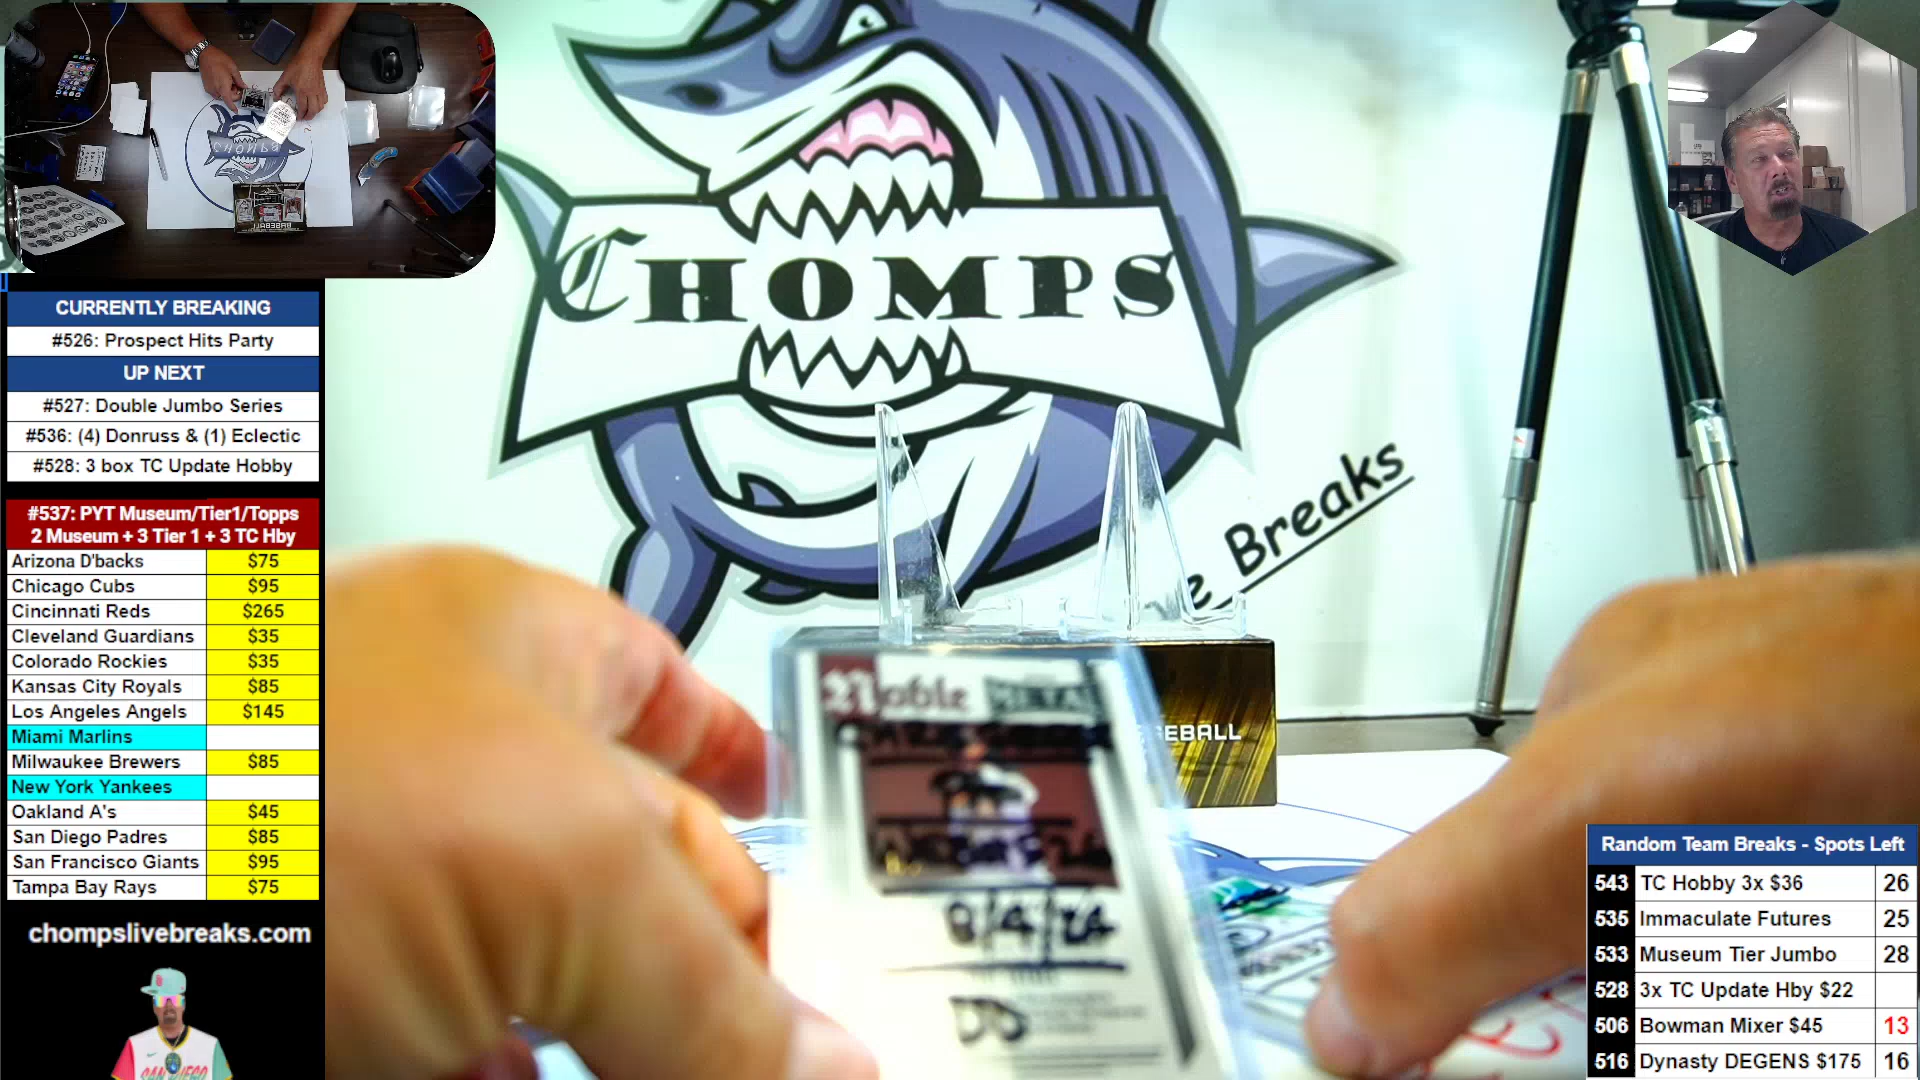 CHOMPS
e Breaks
CURRENTLY BREAKING
#526: Prospect Hits Party
UP NEXT
#527: Double Jumbo Series
#536: (4) Donruss & (1) Eclectic
#528: 3 box TC Update Hobby
#537: PYT Museum/Tier1/Topps
2 Museum + 3 Tier 1 + 3 TC Hby
Arizona D'backs $75
Chicago Cubs $95
Cincinnati Reds $265
Cleveland Guardians $35
Colorado Rockies $35
Kansas City Royals $85
Los Angeles Angels $145
Miami Marlins
Milwaukee Brewers $85
New York Yankees
Oakland A's $45
San Diego Padres $85
San Francisco Giants $95
Tampa Bay Rays $75
chompslivebreaks.com
SAN DIEGO
Noble
EBALL
8/4/24
Random Team Breaks - Spots Left
543 TC Hobby 3x $36 26
535 Immaculate Futures 25
533 Museum Tier Jumbo 28
528 3x TC Update Hby $22
506 Bowman Mixer $45 13
516 Dynasty DEGENS $175 16